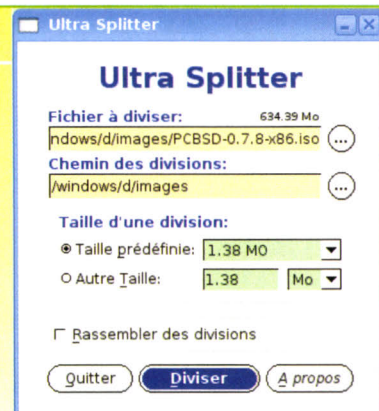 Ultra Splitter
Ultra Splitter
Fichier à diviser: 634.39 Mo
ndows/d/images/PCBSD-0.7.8-x86.iso ...
Chemin des divisions:
/windows/d/images ...
Taille d'une division:
Taille prédéfinie: 1.38 MO
Autre Taille: 1.38 Mo
Rassembler des divisions
Quitter Diviser A propos